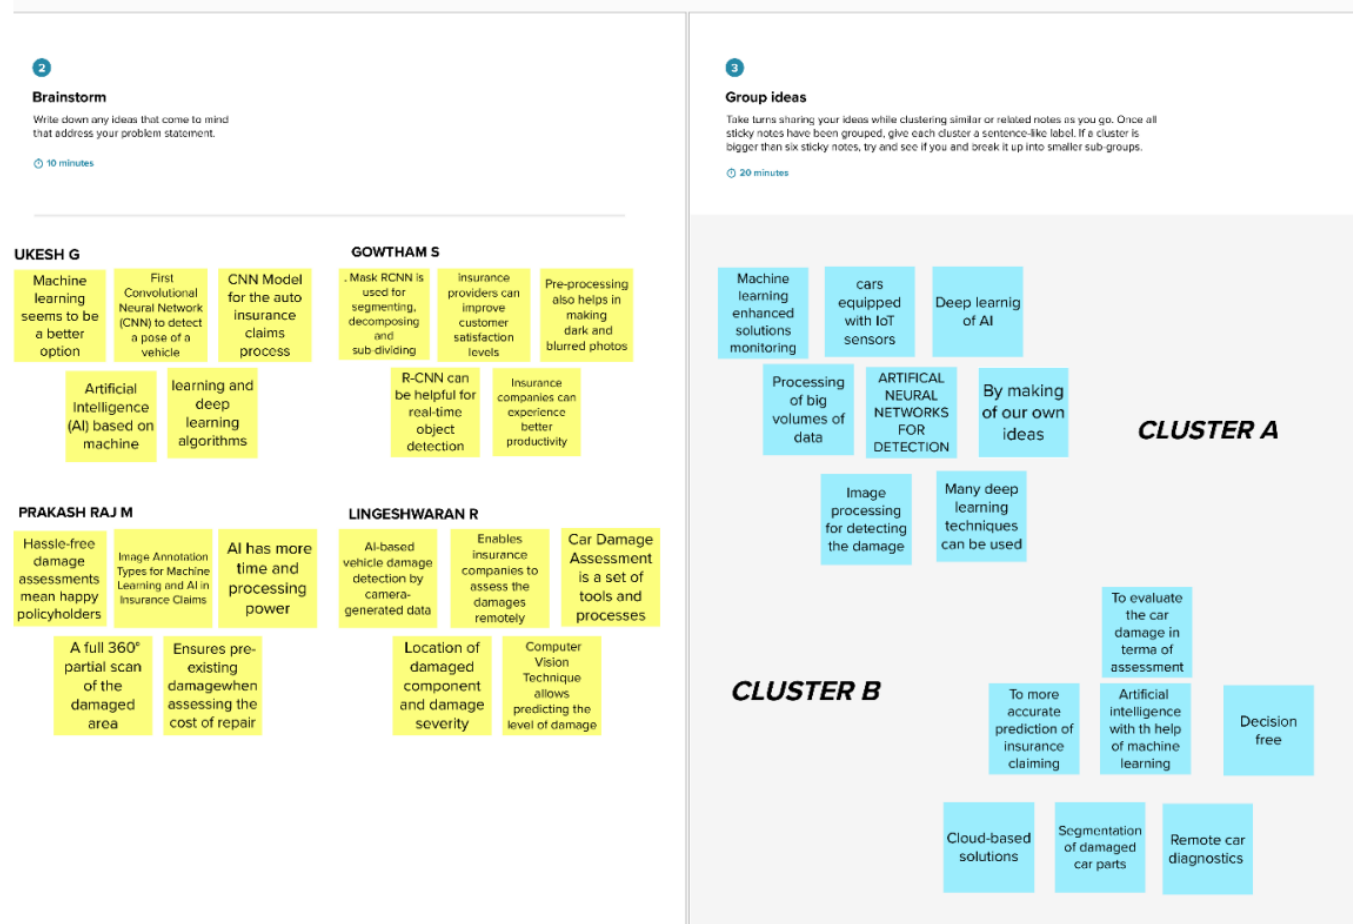 2
Brainstorm
Write down any ideas that come to mind
that address your problem statement.
10 minutes
UKESH G
Machine
learning
seems to be
a better
option
First
Convolutional
Neural Network
(CNN) to detect
a pose of a
vehicle
CNN Model
for the auto
insurance
claims
process
Artificial
Intelligence
(AI) based on
machine
learning and
deep
learning
algorithms
GOWTHAM S
. Mask RCNN is
used for
segmenting,
decomposing
and
sub-dividing
insurance
providers can
improve
customer
satisfaction
levels
Pre-processing
also helps in
making
dark and
blurred photos
R-CNN can
be helpful for
real-time
object
detection
Insurance
companies can
experience
better
productivity
PRAKASH RAJ M
Hassle-free
damage
assessments
mean happy
policyholders
Image Annotation
Types for Machine
Learning and AI in
Insurance Claims
AI has more
time and
processing
power
A full 360°
partial scan
of the
damaged
area
Ensures pre-
existing
damagewhen
assessing the
cost of repair
LINGESHWARAN R
AI-based
vehicle damage
detection by
camera-
generated data
Enables
insurance
companies to
assess the
damages
remotely
Car Damage
Assessment
is a set of
tools and
processes
Location of
damaged
component
and damage
severity
Computer
Vision
Technique
allows
predicting the
level of damage
3
Group ideas
Take turns sharing your ideas while clustering similar or related notes as you go. Once all
sticky notes have been grouped, give each cluster a sentence-like label. If a cluster is
bigger than six sticky notes, try and see if you and break it up into smaller sub-groups.
20 minutes
Machine
learning
enhanced
solutions
monitoring
cars
equipped
with IoT
sensors
Deep learnig
of AI
Processing
of big
volumes of
data
ARTIFICAL
NEURAL
NETWORKS
FOR
DETECTION
By making
of our own
ideas
CLUSTER A
Image
processing
for detecting
the damage
Many deep
learning
techniques
can be used
CLUSTER B
To evaluate
the car
damage in
terma of
assessment
To more
accurate
prediction of
insurance
claiming
Artificial
intelligence
with th help
of machine
learning
Decision
free
Cloud-based
solutions
Segmentation
of damaged
car parts
Remote car
diagnostics